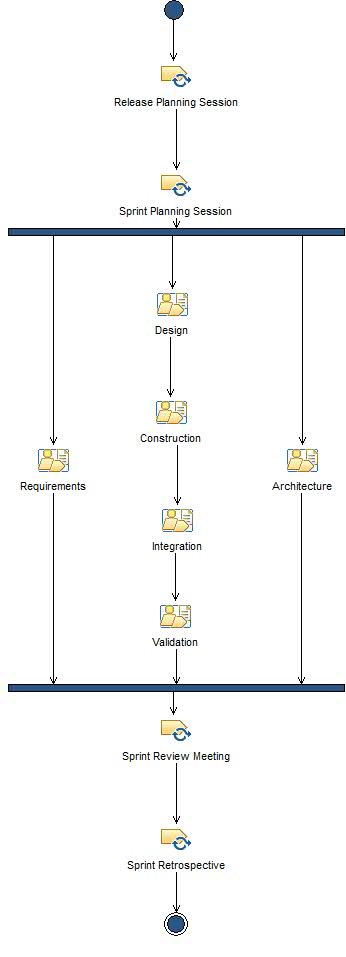 Release Planning Session
Sprint Planning Session
Design
Construction
Requirements
Architecture
Integration
Validation
Sprint Review Meeting
Sprint Retrospective